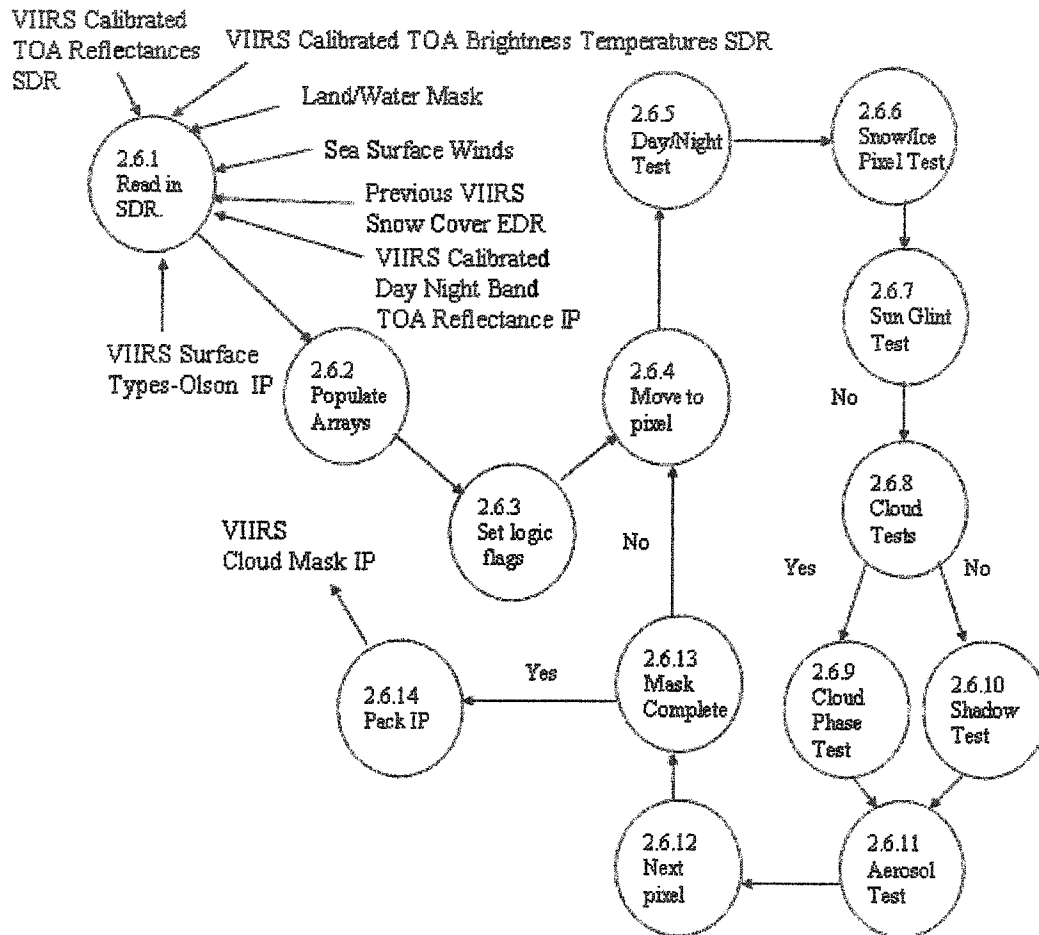 VIIRS Calibrated
TOA Reflectances
SDR
VIIRS Calibrated TOA Brightness Temperatures SDR
Land/Water Mask
Sea Surface Winds
Previous VIIRS
Snow Cover EDR
VIIRS Calibrated
Day Night Band
TOA Reflectance IP
VIIRS Surface
Types-Olson IP
2.6.1
Read in
SDR.
2.6.2
Populate
Arrays
2.6.3
Set logic
flags
2.6.4
Move to
pixel
2.6.5
Day/Night
Test
2.6.6
Snow/Ice
Pixel Test
2.6.7
Sun Glint
Test
No
2.6.8
Cloud
Tests
Yes
No
2.6.9
Cloud
Phase
Test
2.6.10
Shadow
Test
2.6.11
Aerosol
Test
2.6.12
Next
pixel
2.6.13
Mask
Complete
No
Yes
2.6.14
Pack IP
VIIRS
Cloud Mask IP